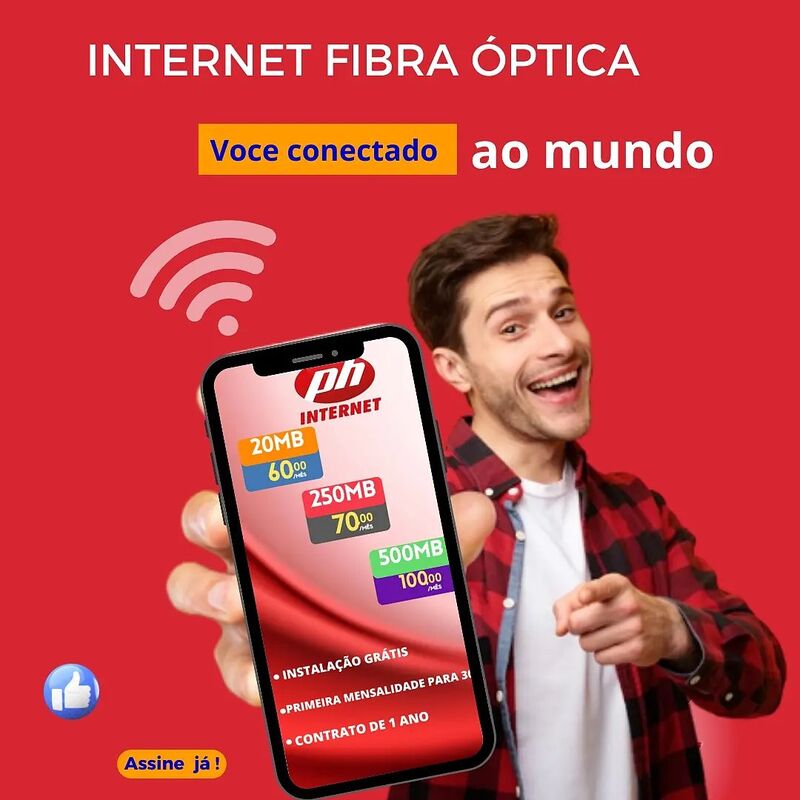 INTERNET FIBRA ÓPTICA
Voce conectado ao mundo
ph
INTERNET
20MB
60,00
/MÊS
250MB
70,00
/MÊS
500MB
100,00
/MÊS
• INSTALAÇÃO GRÁTIS
•PRIMEIRA MENSALIDADE PARA
• CONTRATO DE 1 ANO
Assine já !